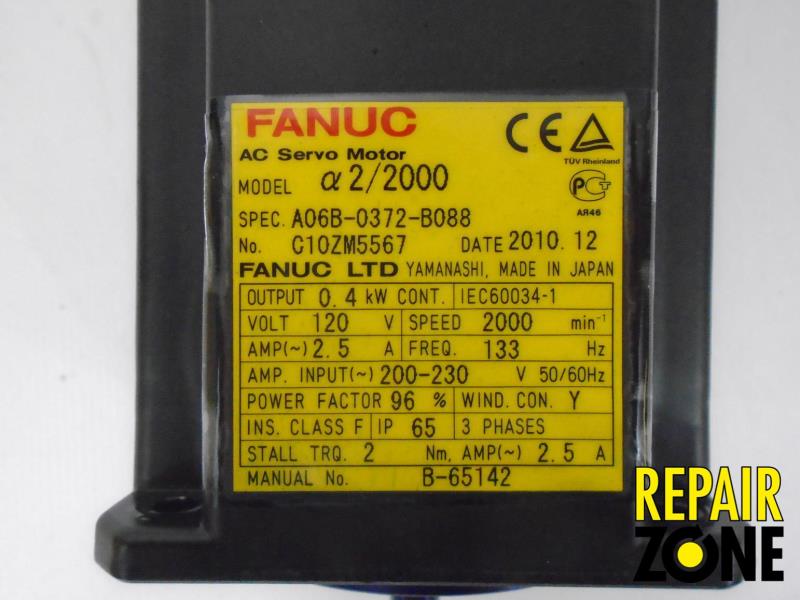 FANUC
CE
TÜV Rheinland
AC Servo Motor
MODEL α2/2000
SPEC. A06B-0372-B088
AR46
No. C10ZM5567 DATE 2010.12
FANUC LTD YAMANASHI, MADE IN JAPAN
OUTPUT 0.4 kW CONT. IEC60034-1
VOLT 120 V SPEED 2000 min⁻¹
AMP(~) 2.5 A FREQ. 133 Hz
AMP. INPUT(~) 200-230 V 50/60Hz
POWER FACTOR 96 % WIND. CON. Y
INS. CLASS F IP 65 3 PHASES
STALL TRQ. 2 Nm, AMP(~) 2.5 A
MANUAL No. B-65142
REPAIR
ZONE